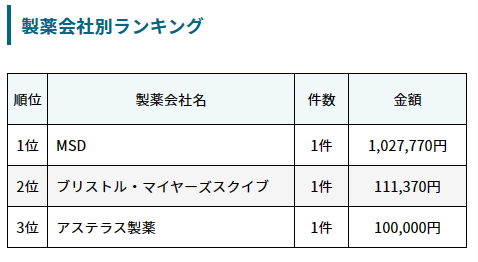 製薬会社別ランキング
順位 製薬会社名 件数 金額
1位 MSD 1件 1,027,770円
2位 ブリストル・マイヤーズスクイブ 1件 111,370円
3位 アステラス製薬 1件 100,000円